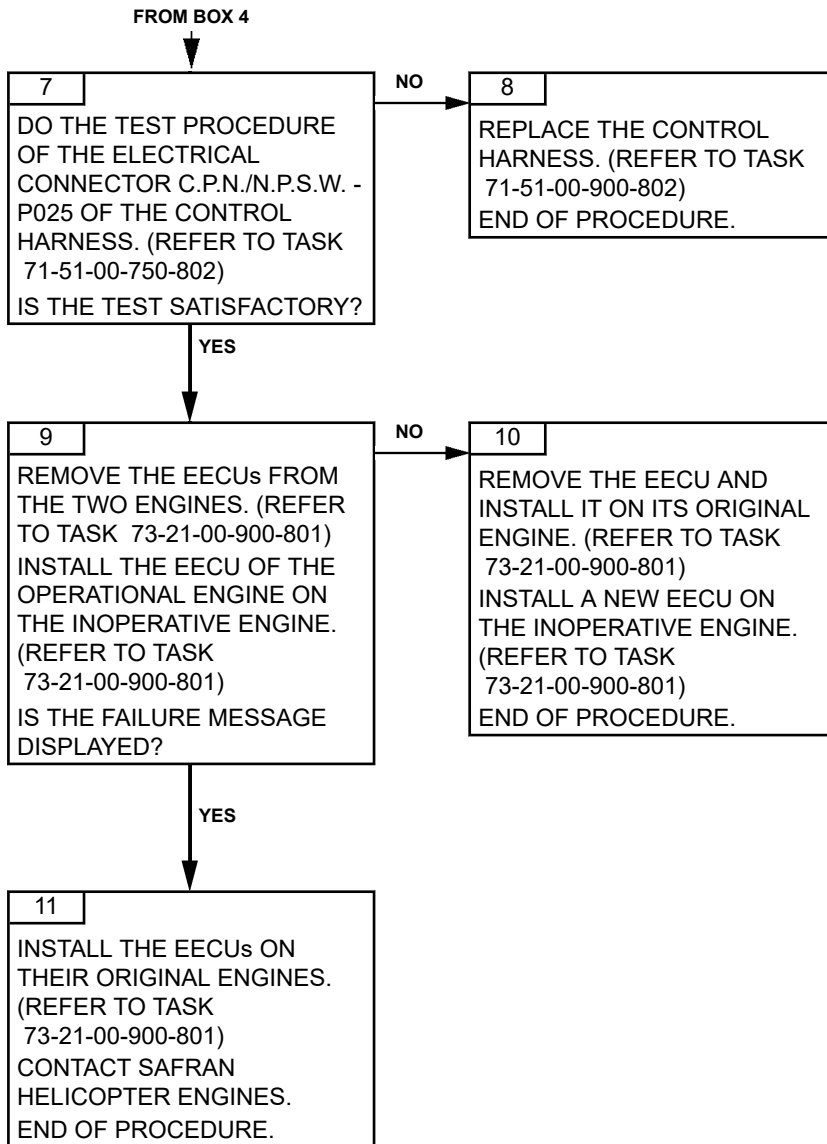 FROM BOX 4
7
DO THE TEST PROCEDURE
OF THE ELECTRICAL
CONNECTOR C.P.N./N.P.S.W. -
P025 OF THE CONTROL
HARNESS. (REFER TO TASK
71-51-00-750-802)
IS THE TEST SATISFACTORY?
NO
8
REPLACE THE CONTROL
HARNESS. (REFER TO TASK
71-51-00-900-802)
END OF PROCEDURE.
YES
9
REMOVE THE EECUs FROM
THE TWO ENGINES. (REFER
TO TASK 73-21-00-900-801)
INSTALL THE EECU OF THE
OPERATIONAL ENGINE ON
THE INOPERATIVE ENGINE.
(REFER TO TASK
73-21-00-900-801)
IS THE FAILURE MESSAGE
DISPLAYED?
NO
10
REMOVE THE EECU AND
INSTALL IT ON ITS ORIGINAL
ENGINE. (REFER TO TASK
73-21-00-900-801)
INSTALL A NEW EECU ON
THE INOPERATIVE ENGINE.
(REFER TO TASK
73-21-00-900-801)
END OF PROCEDURE.
YES
11
INSTALL THE EECUs ON
THEIR ORIGINAL ENGINES.
(REFER TO TASK
73-21-00-900-801)
CONTACT SAFRAN
HELICOPTER ENGINES.
END OF PROCEDURE.